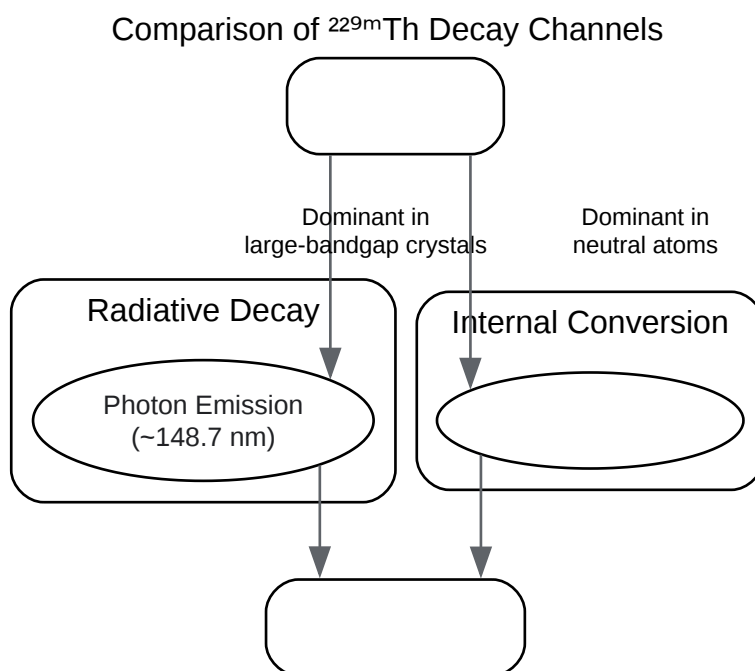 Comparison of ²²⁹ᵐTh Decay Channels
Dominant in
large-bandgap crystals
Dominant in
neutral atoms
Radiative Decay
Photon Emission
(~148.7 nm)
Internal Conversion